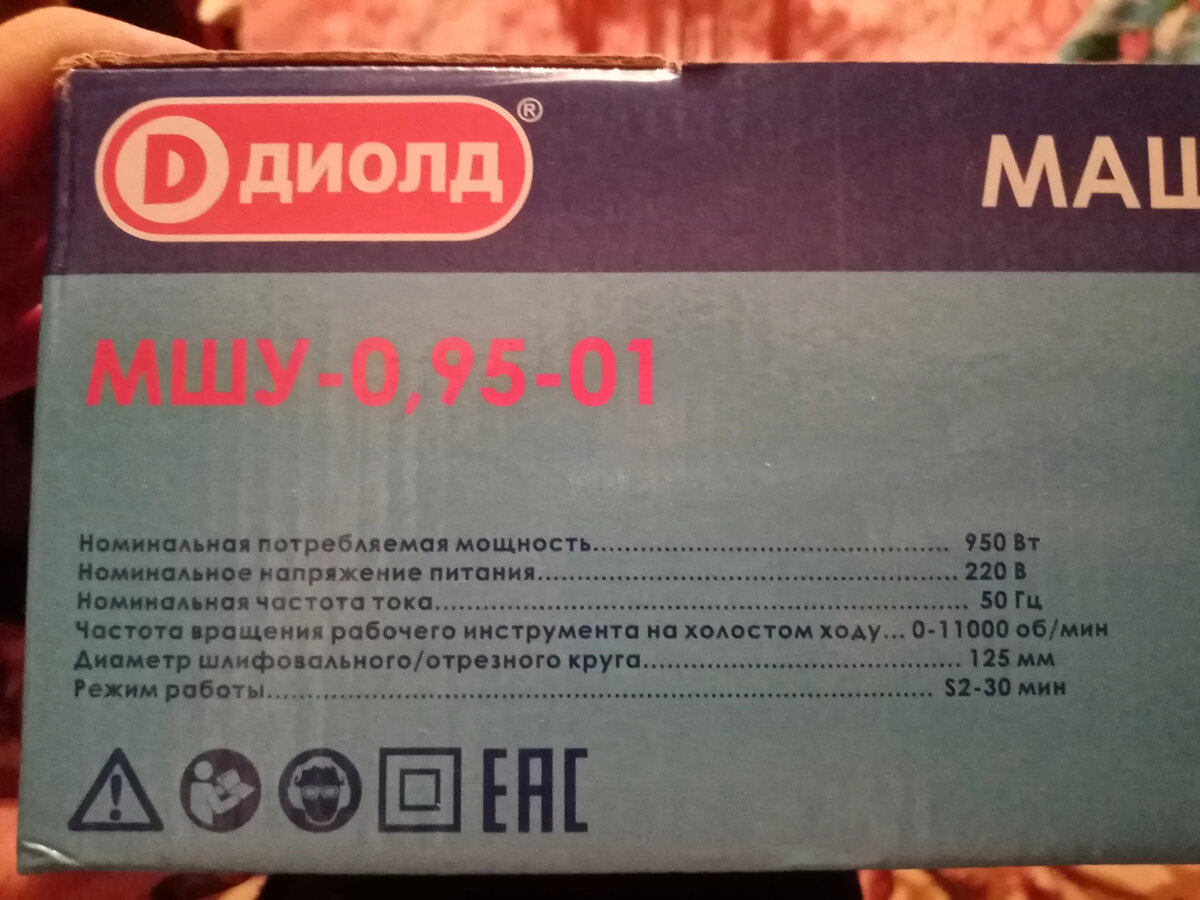 D ДИОЛД ®
МАШ
МШУ-0,95-01
Номинальная потребляемая мощность.................................................. 950 Вт
Номинальное напряжение питания........................................................... 220 В
Номинальная частота тока........................................................................... 50 Гц
Частота вращения рабочего инструмента на холостом ходу... 0-11000 об/мин
Диаметр шлифовального/отрезного круга............................................. 125 мм
Режим работы............................................................................................. S2-30 мин
EAC